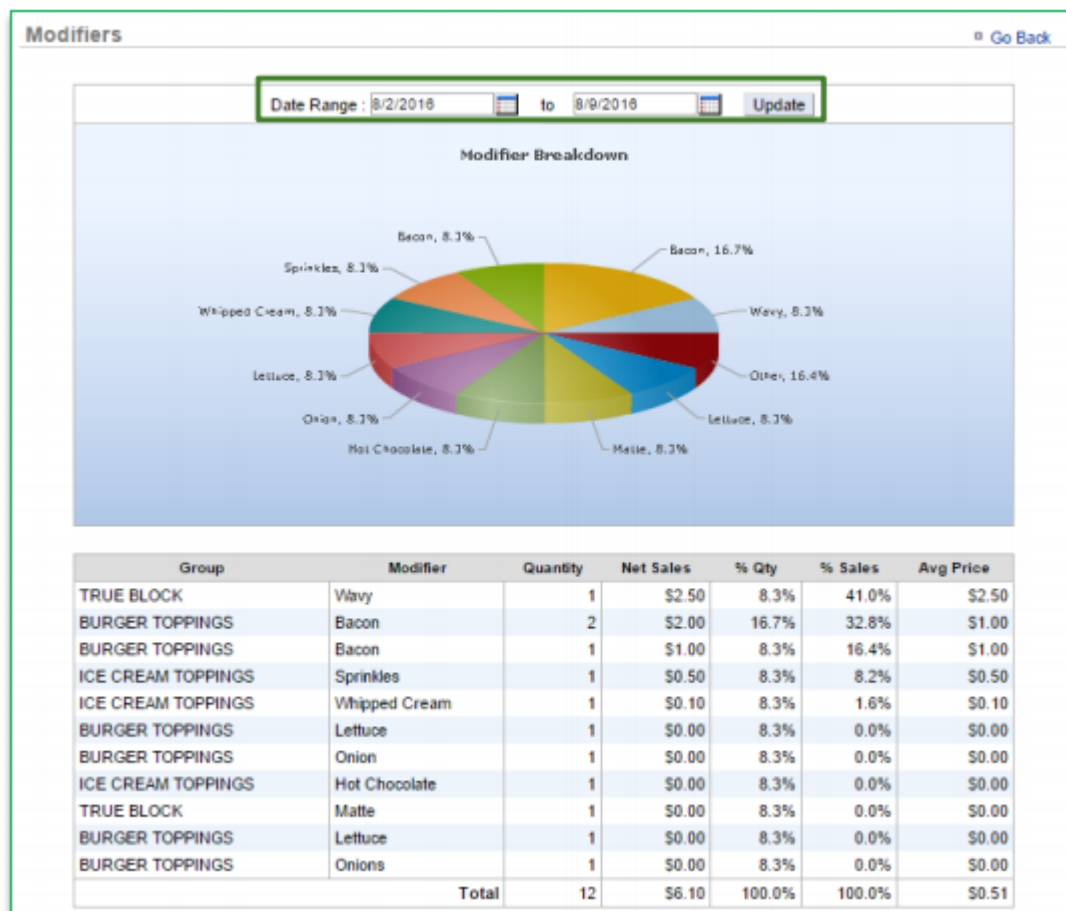 Modifiers
Go Back
Date Range : 8/2/2016 to 8/9/2016 Update
Modifier Breakdown
Bacon, 8.3%
Bacon, 16.7%
Sprinkles, 8.3%
Whipped Cream, 8.3%
Wavy, 8.3%
Lettuce, 8.3%
Other, 16.4%
Onion, 8.3%
Lettuce, 8.3%
Hot Chocolate, 8.3%
Matte, 8.3%
Group Modifier Quantity Net Sales % Qty % Sales Avg Price
TRUE BLOCK Wavy 1 $2.50 8.3% 41.0% $2.50
BURGER TOPPINGS Bacon 2 $2.00 16.7% 32.8% $1.00
BURGER TOPPINGS Bacon 1 $1.00 8.3% 16.4% $1.00
ICE CREAM TOPPINGS Sprinkles 1 $0.50 8.3% 8.2% $0.50
ICE CREAM TOPPINGS Whipped Cream 1 $0.10 8.3% 1.6% $0.10
BURGER TOPPINGS Lettuce 1 $0.00 8.3% 0.0% $0.00
BURGER TOPPINGS Onion 1 $0.00 8.3% 0.0% $0.00
ICE CREAM TOPPINGS Hot Chocolate 1 $0.00 8.3% 0.0% $0.00
TRUE BLOCK Matte 1 $0.00 8.3% 0.0% $0.00
BURGER TOPPINGS Lettuce 1 $0.00 8.3% 0.0% $0.00
BURGER TOPPINGS Onions 1 $0.00 8.3% 0.0% $0.00
Total 12 $6.10 100.0% 100.0% $0.51